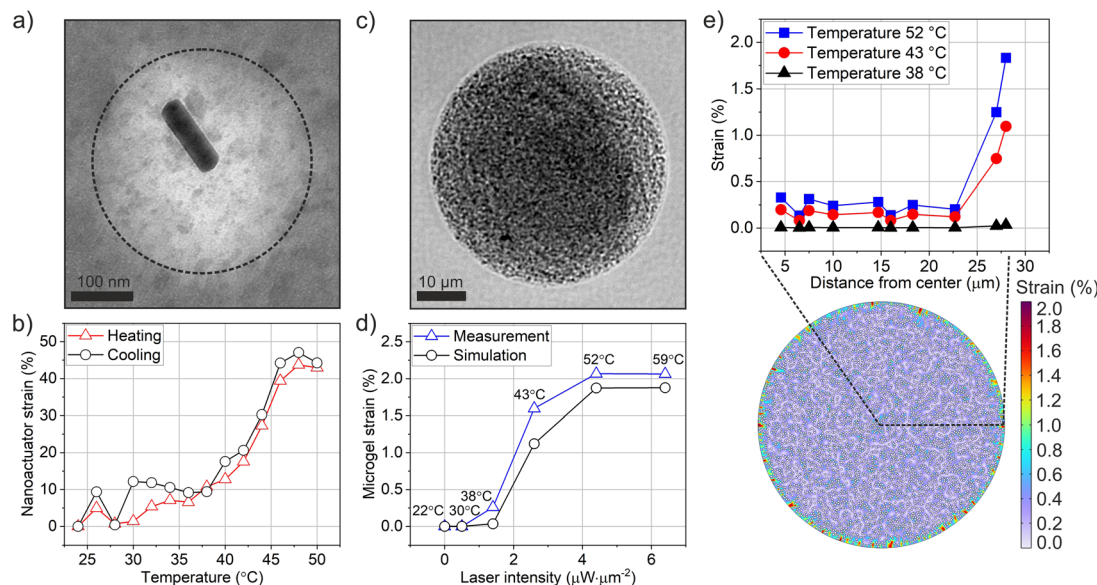 a)
100 nm
c)
10 μm
e)
Temperature 52 °C
Temperature 43 °C
Temperature 38 °C
2.0
1.5
1.0
0.5
0.0
Strain (%)
5 10 15 20 25 30
Distance from center (μm)
b)
Heating
Cooling
50
40
30
20
10
0
Nanoactuator strain (%)
25 30 35 40 45 50
Temperature (°C)
d)
Measurement
Simulation
2.5
2.0
1.5
1.0
0.5
0.0
Microgel strain (%)
22°C
30°C
38°C
43°C
52°C
59°C
0 2 4 6
Laser intensity (μW·μm⁻²)
Strain (%)
2.0
1.8
1.6
1.4
1.2
1.0
0.8
0.6
0.4
0.2
0.0